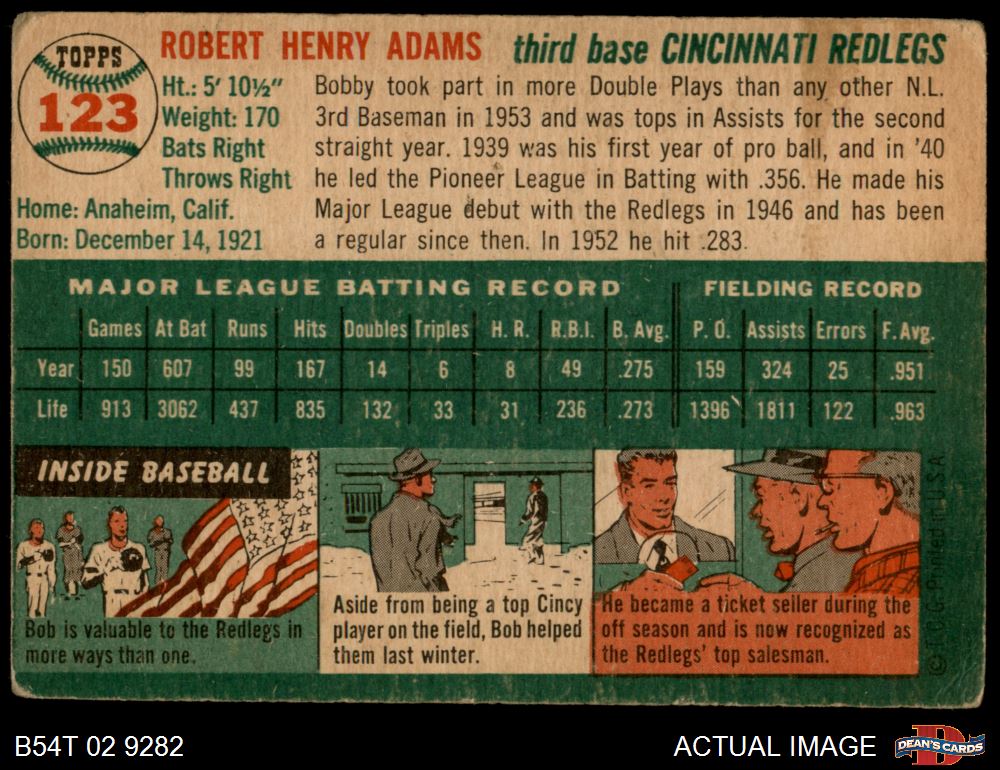 TOPPS
123
ROBERT HENRY ADAMS third base CINCINNATI REDLEGS
Ht.: 5' 10½"
Weight: 170
Bats Right
Throws Right
Home: Anaheim, Calif.
Born: December 14, 1921
Bobby took part in more Double Plays than any other N.L.
3rd Baseman in 1953 and was tops in Assists for the second
straight year. 1939 was his first year of pro ball, and in '40
he led the Pioneer League in Batting with .356. He made his
Major League debut with the Redlegs in 1946 and has been
a regular since then. In 1952 he hit .283.
MAJOR LEAGUE BATTING RECORD FIELDING RECORD
Games At Bat Runs Hits Doubles Triples H. R. R.B.I. B. Avg. P. O. Assists Errors F. Avg.
Year 150 607 99 167 14 6 8 49 .275 159 324 25 .951
Life 913 3062 437 835 132 33 31 236 .273 1396 1811 122 .963
INSIDE BASEBALL
Bob is valuable to the Redlegs in
more ways than one.
Aside from being a top Cincy
player on the field, Bob helped
them last winter.
He became a ticket seller during the
off season and is now recognized as
the Redlegs' top salesman.
© T.C.G. Printed in U.S.A.
B54T 02 9282
ACTUAL IMAGE
DEAN'S CARDS